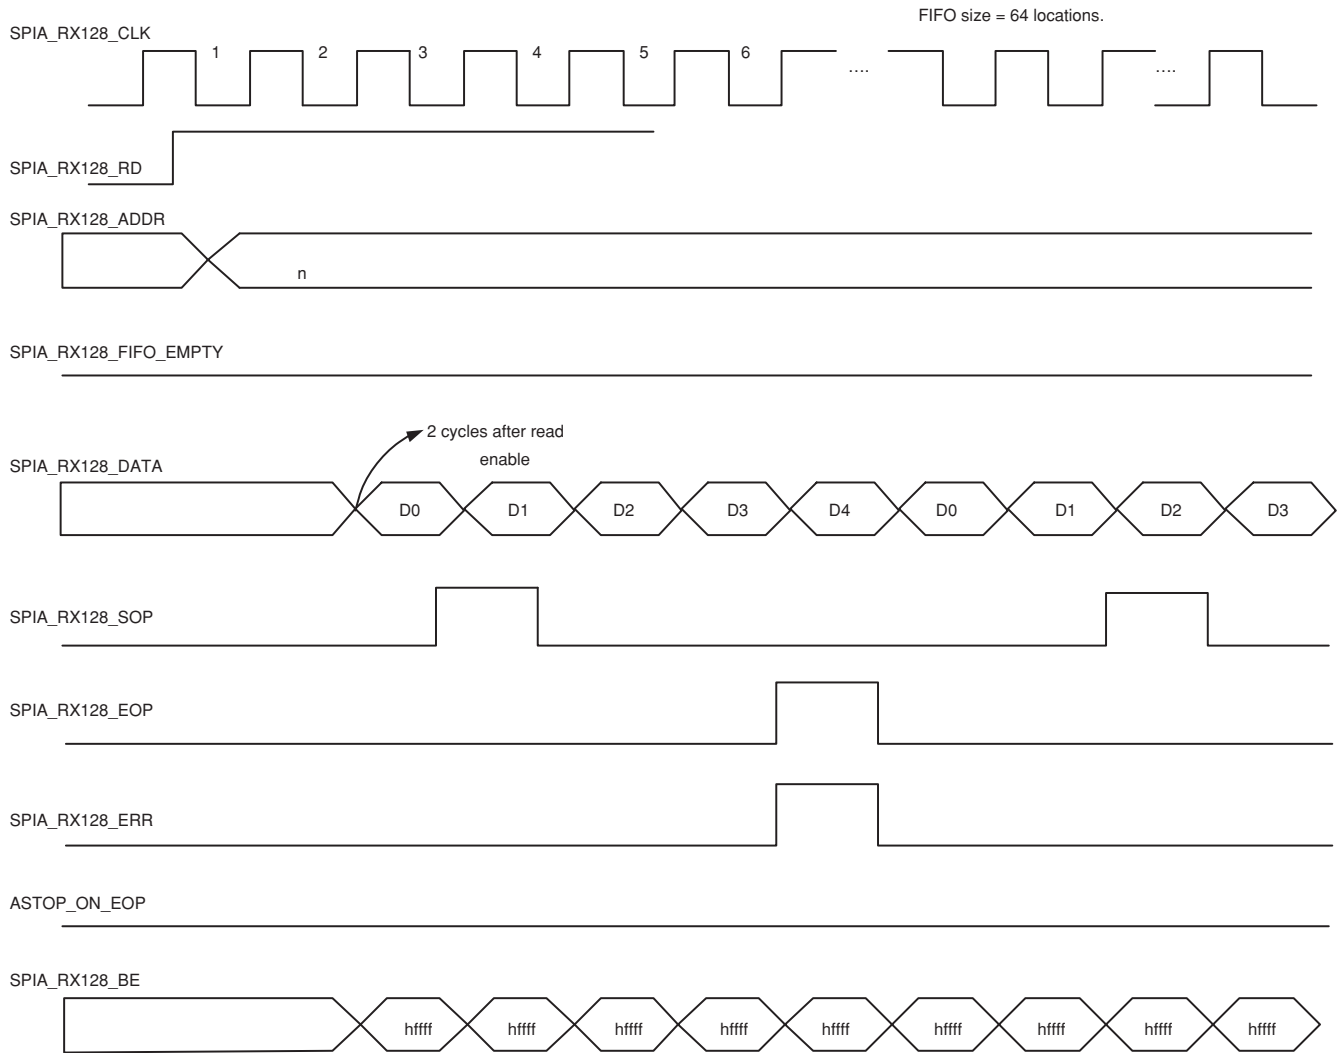 FIFO size = 64 locations.
SPIA_RX128_CLK
1 2 3 4 5 6 .... ....
SPIA_RX128_RD
SPIA_RX128_ADDR
n
SPIA_RX128_FIFO_EMPTY
2 cycles after read
enable
SPIA_RX128_DATA
D0 D1 D2 D3 D4 D0 D1 D2 D3
SPIA_RX128_SOP
SPIA_RX128_EOP
SPIA_RX128_ERR
ASTOP_ON_EOP
SPIA_RX128_BE
hffff hffff hffff hffff hffff hffff hffff hffff hffff